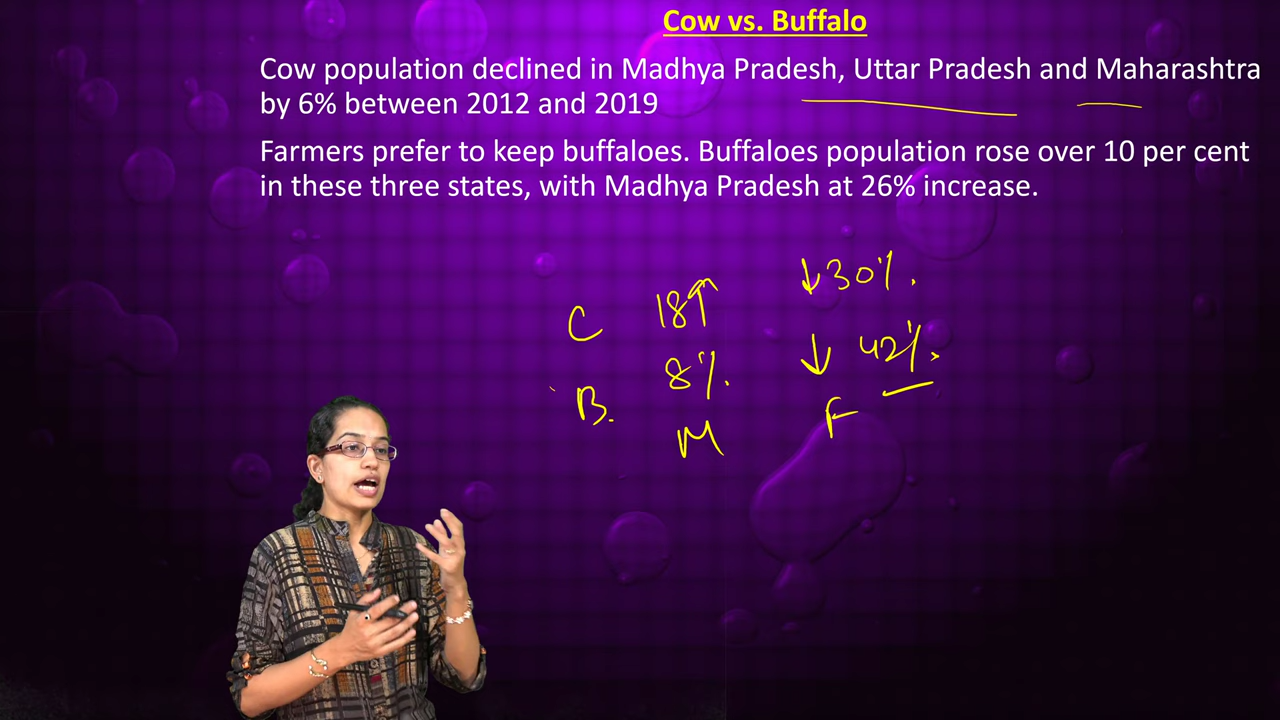 Cow vs. Buffalo
Cow population declined in Madhya Pradesh, Uttar Pradesh and Maharashtra
by 6% between 2012 and 2019
Farmers prefer to keep buffaloes. Buffaloes population rose over 10 per cent
in these three states, with Madhya Pradesh at 26% increase.
C 18↑ ↓30%.
B. 8%. ↓ 42%.
M F